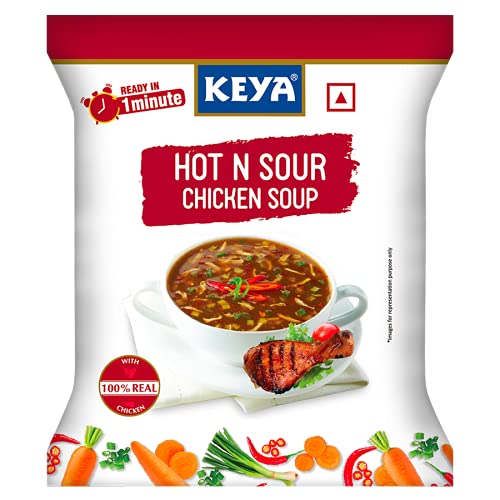 READY IN
1 minute
KEYA®
HOT N SOUR
CHICKEN SOUP
*Images for representation purpose only
WITH
100% REAL
CHICKEN